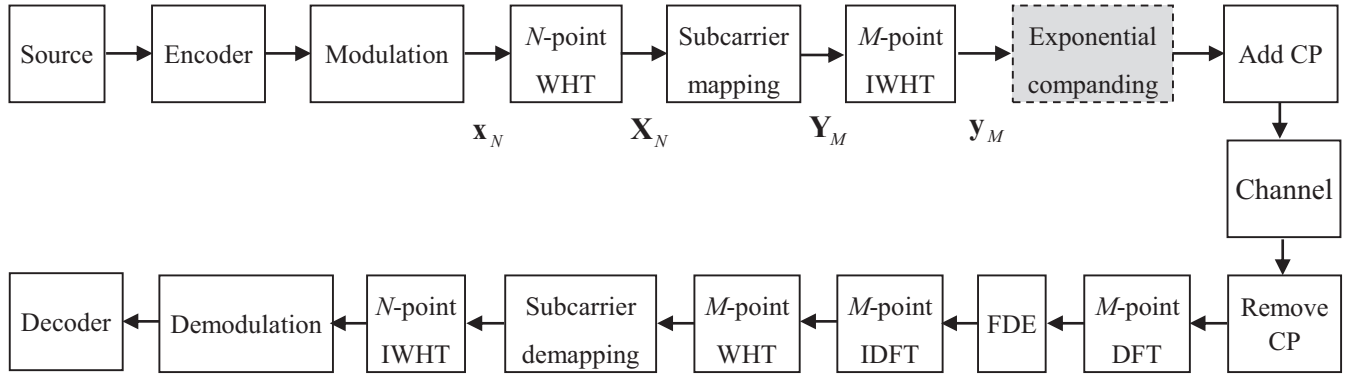 Source
Encoder
Modulation
N-point
WHT
Subcarrier
mapping
M-point
IWHT
Exponential
companding
Add CP
x_N
X_N
Y_M
y_M
Channel
Remove
CP
M-point
DFT
FDE
M-point
IDFT
M-point
WHT
Subcarrier
demapping
N-point
IWHT
Demodulation
Decoder